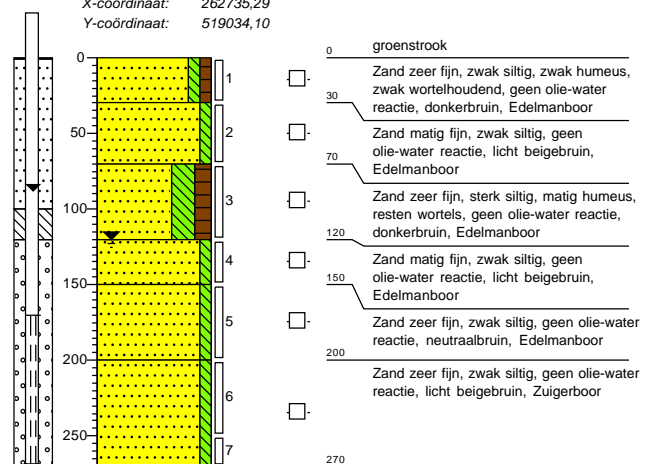 X-coördinaat: 262735,29
Y-coördinaat: 519034,10
0
50
100
150
200
250
1
2
3
4
5
6
7
0 groenstrook
Zand zeer fijn, zwak siltig, zwak humeus,
zwak wortelhoudend, geen olie-water
reactie, donkerbruin, Edelmanboor
30
Zand matig fijn, zwak siltig, geen
olie-water reactie, licht beigebruin,
Edelmanboor
70
Zand zeer fijn, sterk siltig, matig humeus,
resten wortels, geen olie-water reactie,
donkerbruin, Edelmanboor
120
Zand matig fijn, zwak siltig, geen
olie-water reactie, licht beigebruin,
Edelmanboor
150
Zand zeer fijn, zwak siltig, geen olie-water
reactie, neutraalbruin, Edelmanboor
200
Zand zeer fijn, zwak siltig, geen olie-water
reactie, licht beigebruin, Zuigerboor
270